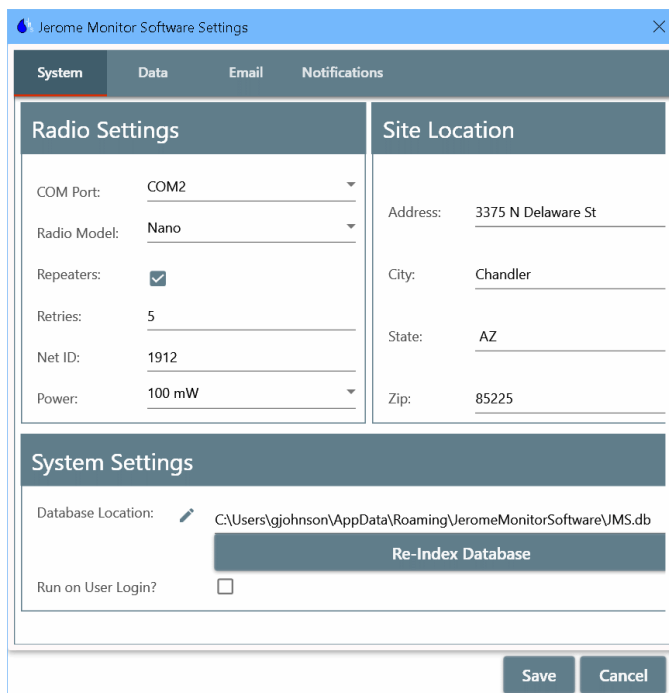 Jerome Monitor Software Settings
System Data Email Notifications
Radio Settings
COM Port: COM2
Radio Model: Nano
Repeaters:
Retries: 5
Net ID: 1912
Power: 100 mW
Site Location
Address: 3375 N Delaware St
City: Chandler
State: AZ
Zip: 85225
System Settings
Database Location: C:\Users\gjohnson\AppData\Roaming\JeromeMonitorSoftware\JMS.db
Re-Index Database
Run on User Login?
Save Cancel